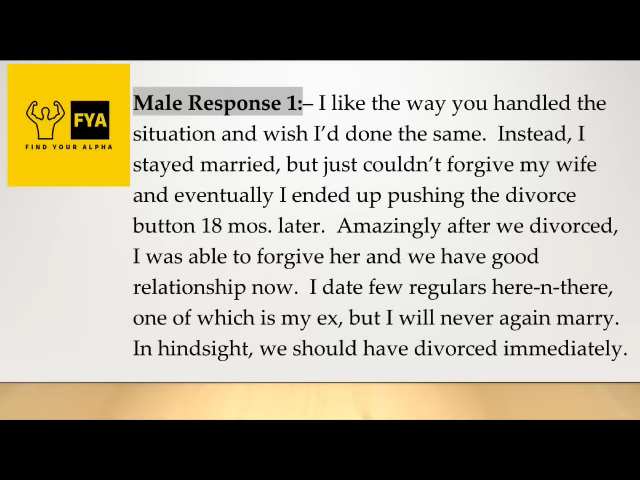 FYA
FIND YOUR ALPHA
Male Response 1:– I like the way you handled the
situation and wish I’d done the same.  Instead, I
stayed married, but just couldn’t forgive my wife
and eventually I ended up pushing the divorce
button 18 mos. later.  Amazingly after we divorced,
I was able to forgive her and we have good
relationship now.  I date few regulars here-n-there,
one of which is my ex, but I will never again marry.
In hindsight, we should have divorced immediately.